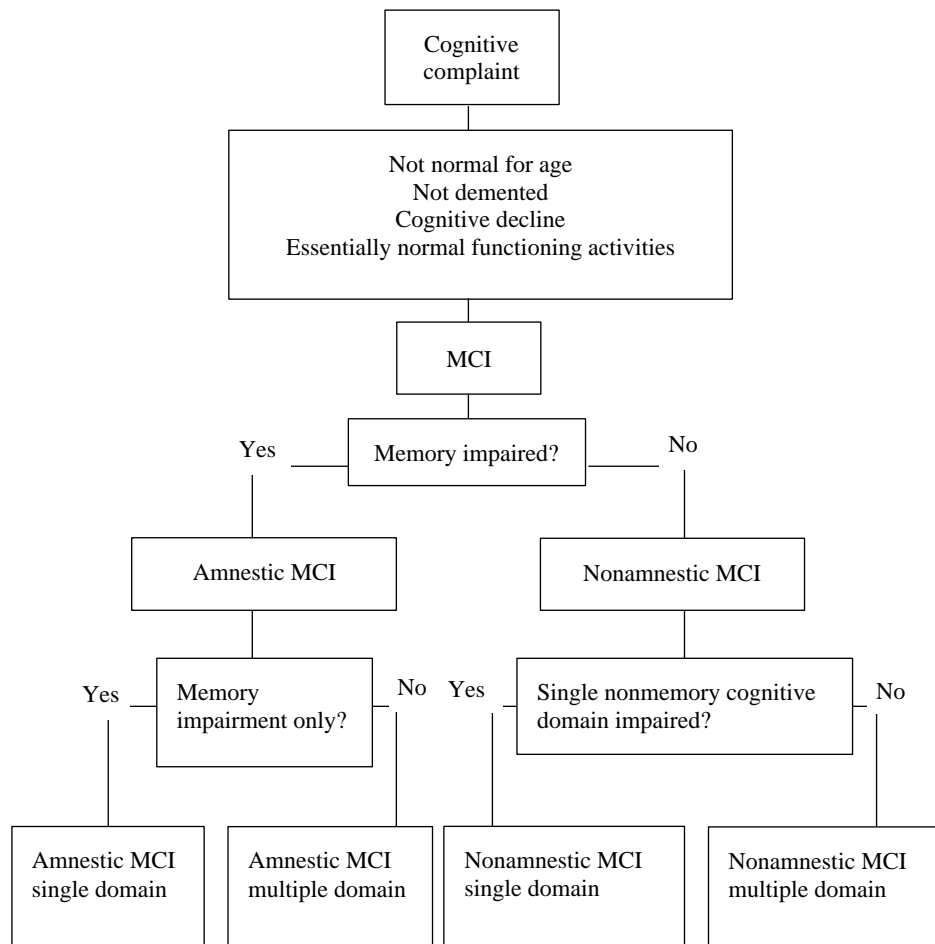 Cognitive
complaint
Not normal for age
Not demented
Cognitive decline
Essentially normal functioning activities
MCI
Yes
Memory impaired?
No
Amnestic MCI
Nonamnestic MCI
Yes
Memory
impairment only?
No
Yes
Single nonmemory cognitive
domain impaired?
No
Amnestic MCI
single domain
Amnestic MCI
multiple domain
Nonamnestic MCI
single domain
Nonamnestic MCI
multiple domain